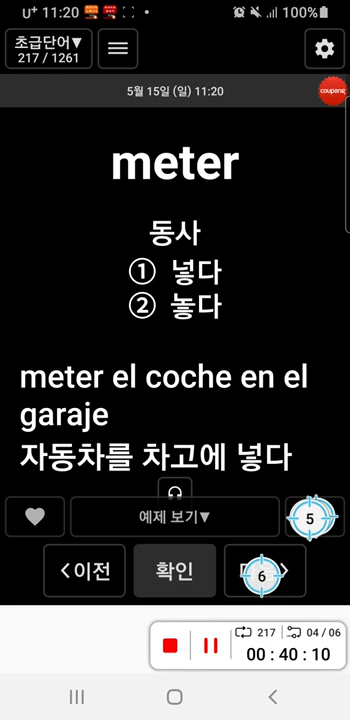 U+ 11:20 100%
초급단어▼
217 / 1261
5월 15일 (일) 11:20
coupang
meter
동사
① 넣다
② 놓다
meter el coche en el
garaje
자동차를 차고에 넣다
예제 보기▼
5
<이전
확인
6
>
217 04 / 06
00 : 40 : 10